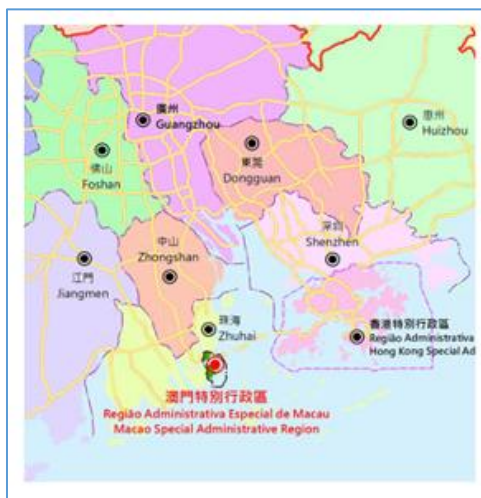 廣州
Guangzhou
惠州
Huizhou
佛山
Foshan
東莞
Dongguan
中山
Zhongshan
深圳
Shenzhen
江門
Jiangmen
珠海
Zhuhai
香港特別行政區
Região Administrativa
Hong Kong Special Ad
澳門特別行政區
Região Administrativa Especial de Macau
Macao Special Administrative Region